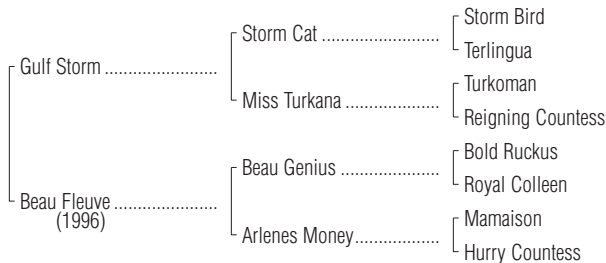 Storm Bird
Storm Cat ........................
Terlingua
Gulf Storm .......................
Turkoman
Miss Turkana ...................
Reigning Countess
Bold Ruckus
Beau Genius ....................
Royal Colleen
Beau Fleuve .....................
(1996)
Mamaison
Arlenes Money .................
Hurry Countess